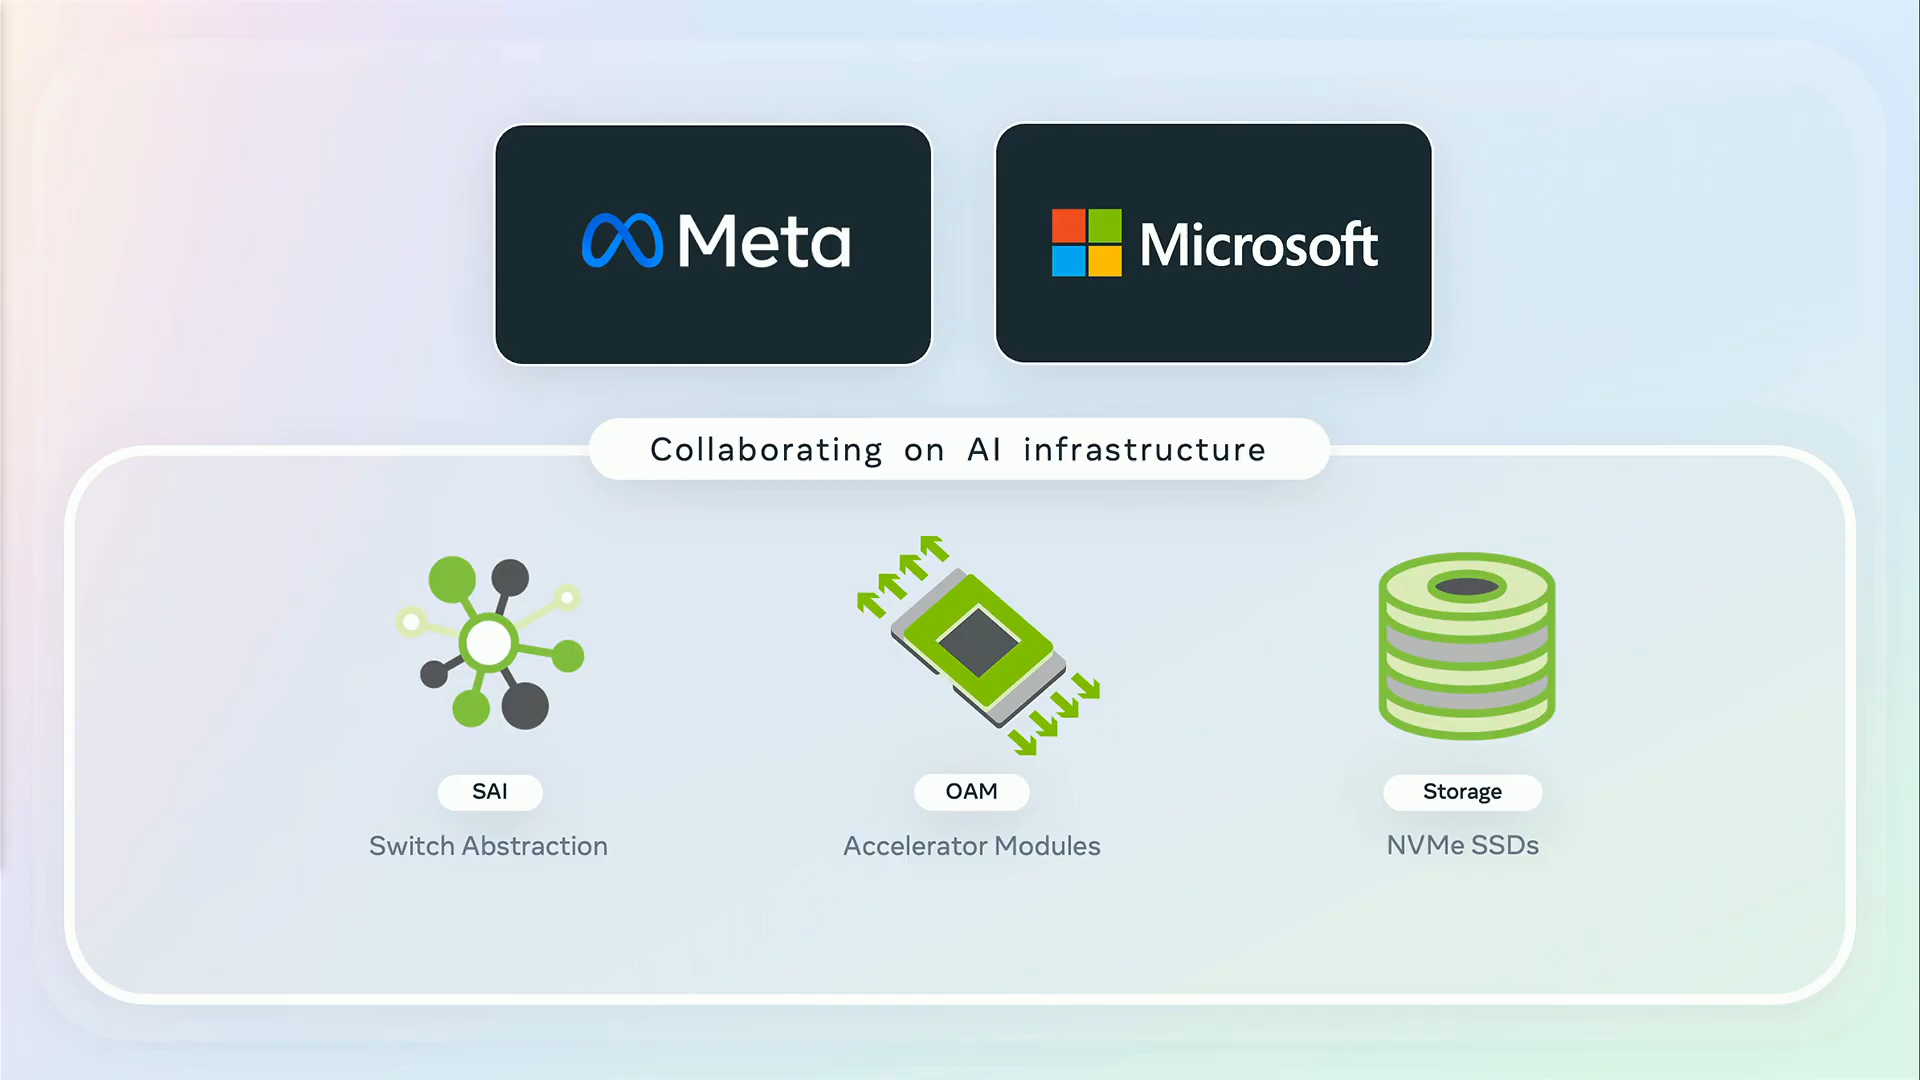 Meta
Microsoft
Collaborating on AI infrastructure
SAI
Switch Abstraction
OAM
Accelerator Modules
Storage
NVMe SSDs